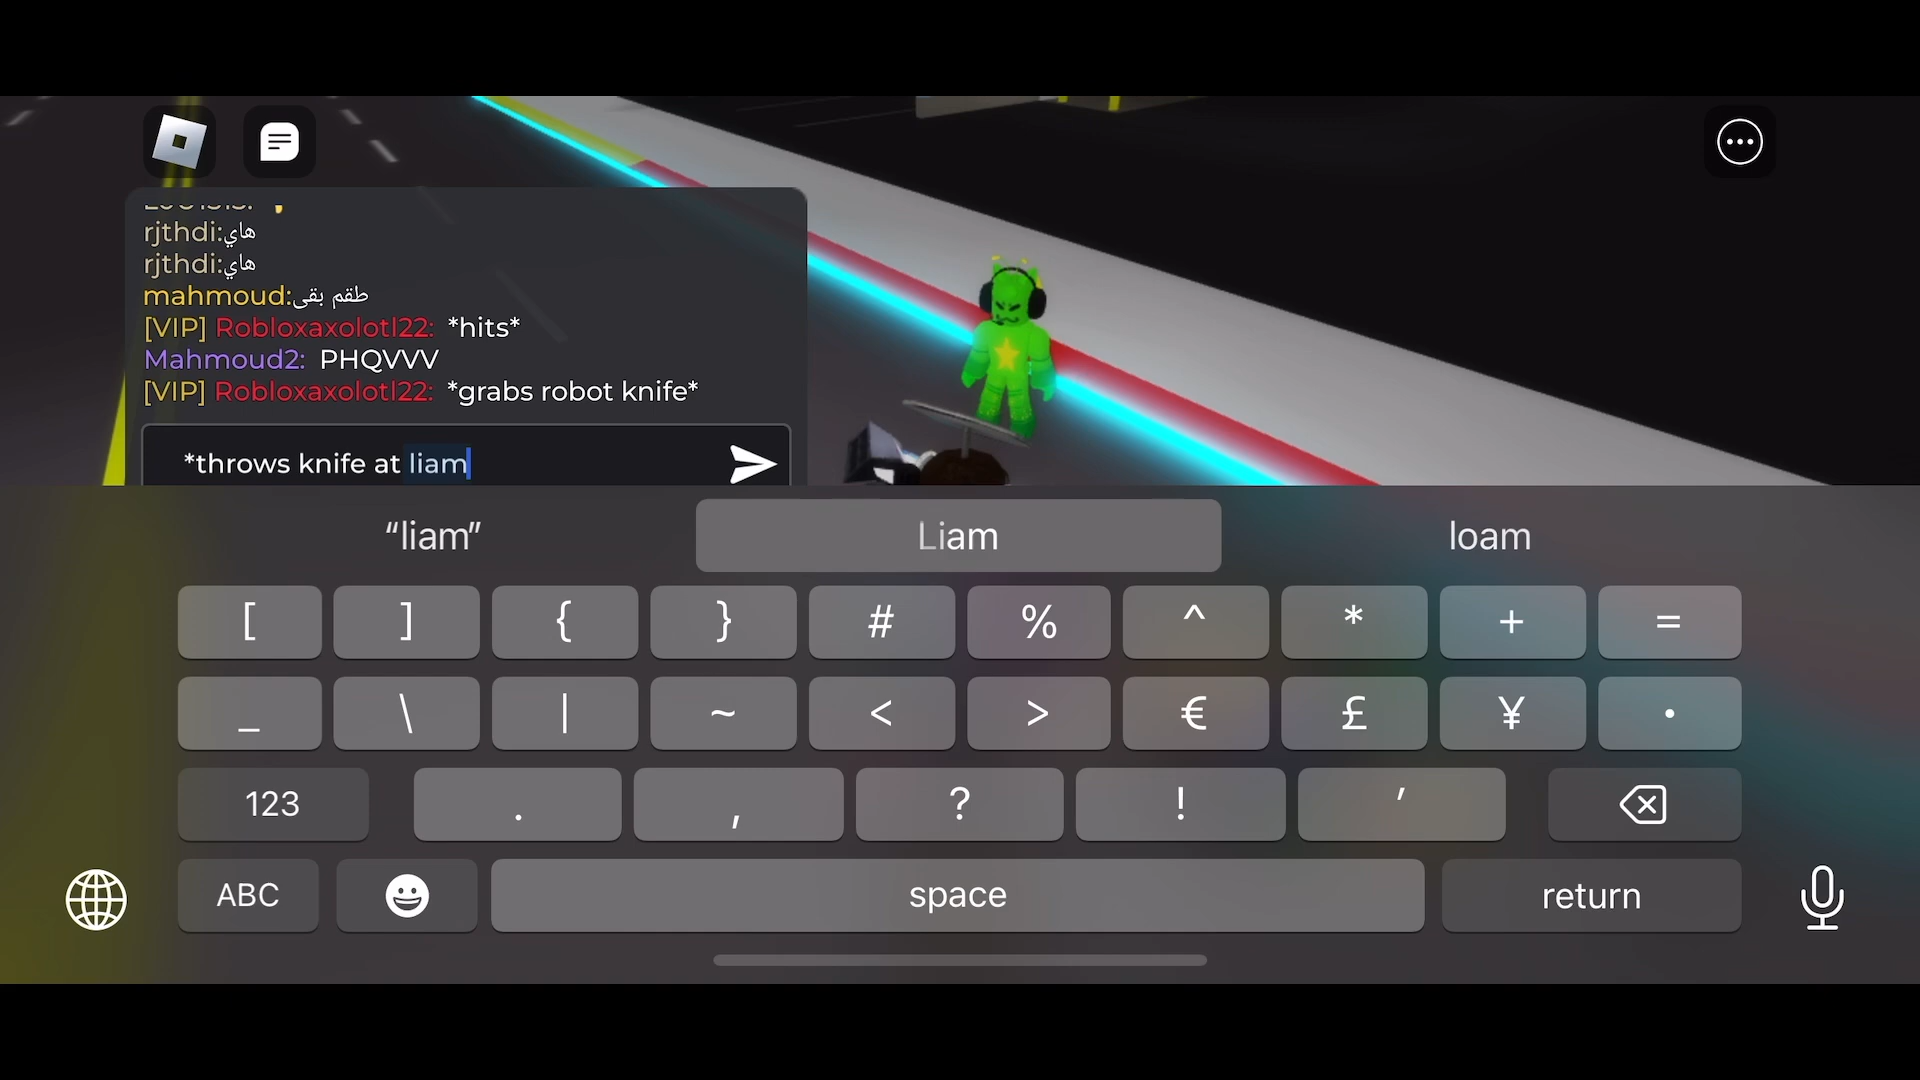 rjthdi:هاي
rjthdi:هاي
mahmoud:طقم بقى
[VIP] Robloxaxolotl22: *hits*
Mahmoud2: PHQVVV
[VIP] Robloxaxolotl22: *grabs robot knife*
*throws knife at liam
“liam” Liam loam
[ ] { } # % ^ * + =
_ \ | ~ < > € £ ¥ •
123 . , ? ! ’
ABC space return